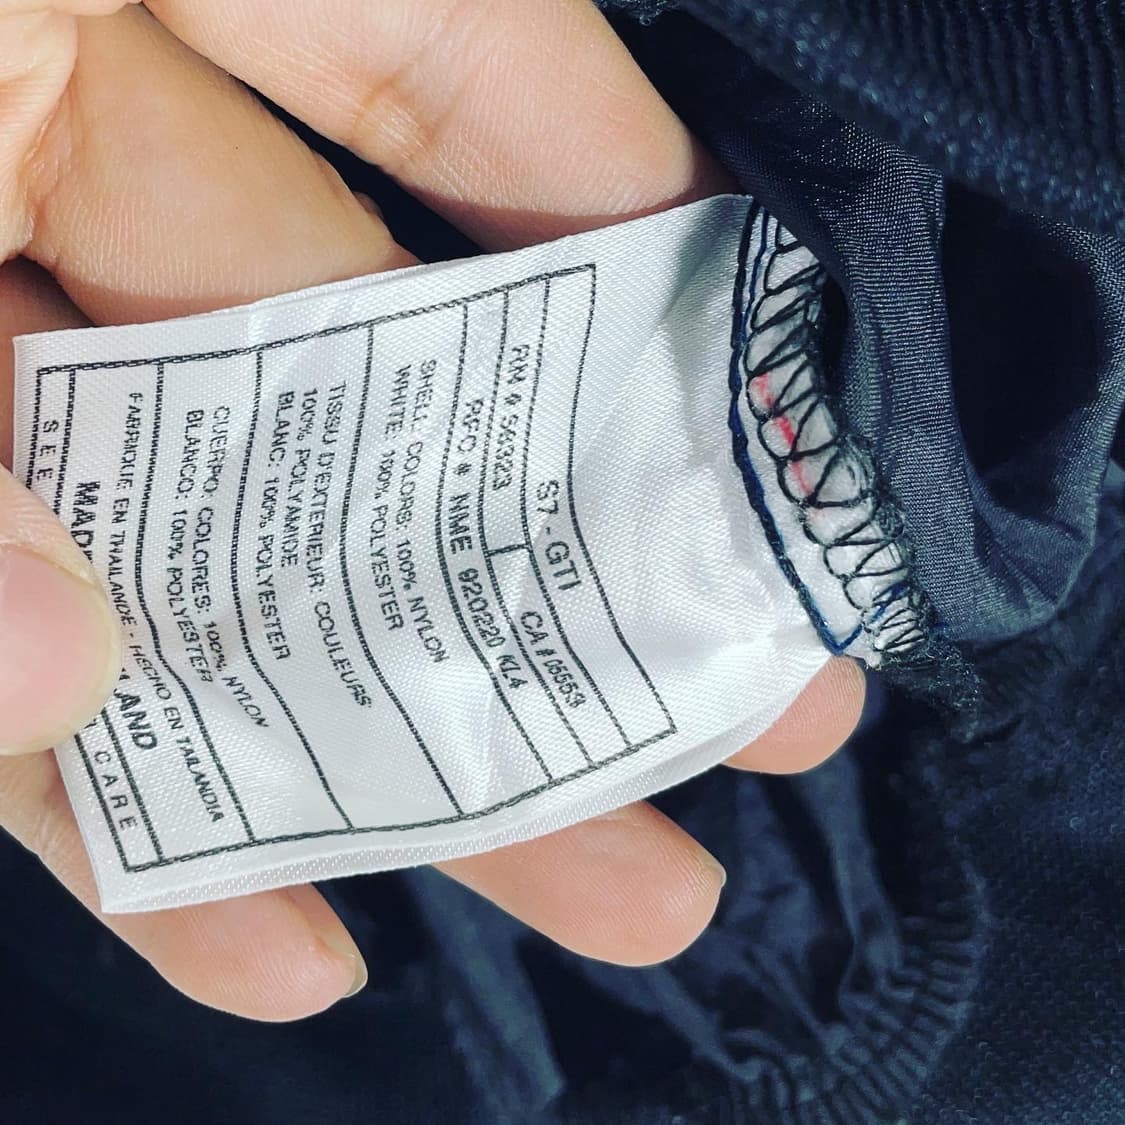 S7 - GTI
RN # 56323 CA # 05553
RFO # NME 920220 KL4
SHELL: COLORS: 100% NYLON
WHITE: 100% POLYESTER
TISSU D'EXTERIEUR: COULEURS:
100% POLYAMIDE
BLANC: 100% POLYESTER
CUERPO: COLORES: 100% NYLON
BLANCO: 100% POLYESTER
FABRIQUE EN THAILANDE - HECHO EN TAILANDIA
SEE CARE